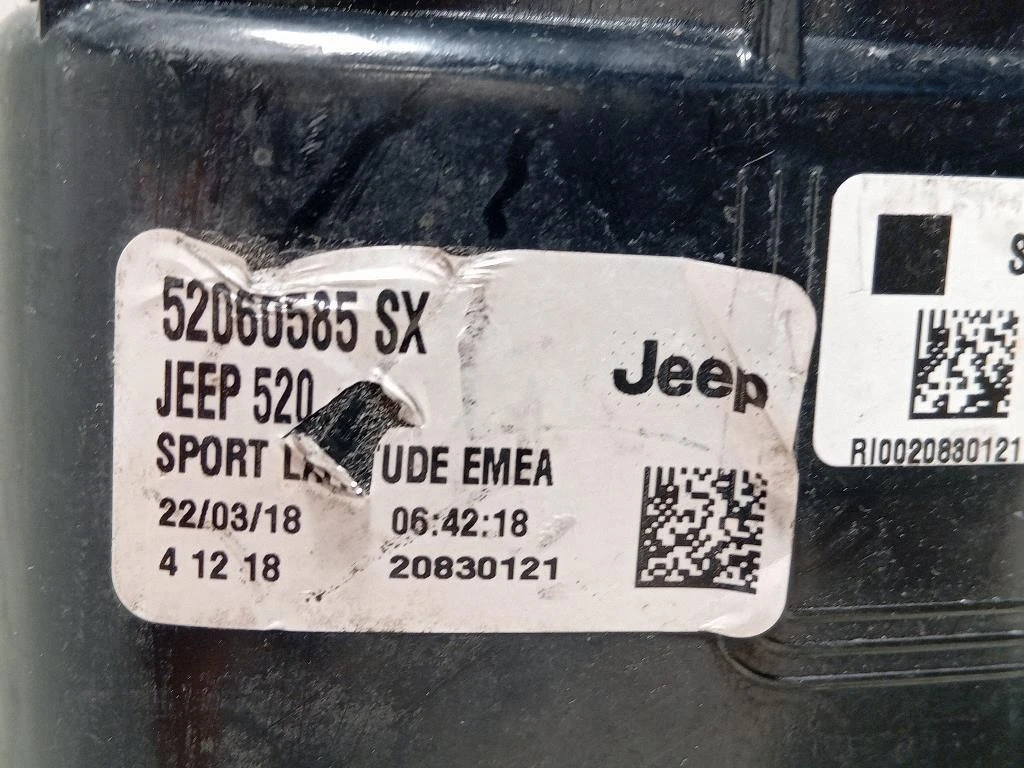 52060585 SX
JEEP 520
Jeep
SPORT UDE EMEA
22/03/18 06:42:18
4 12 18 20830121
S
RI0020830121